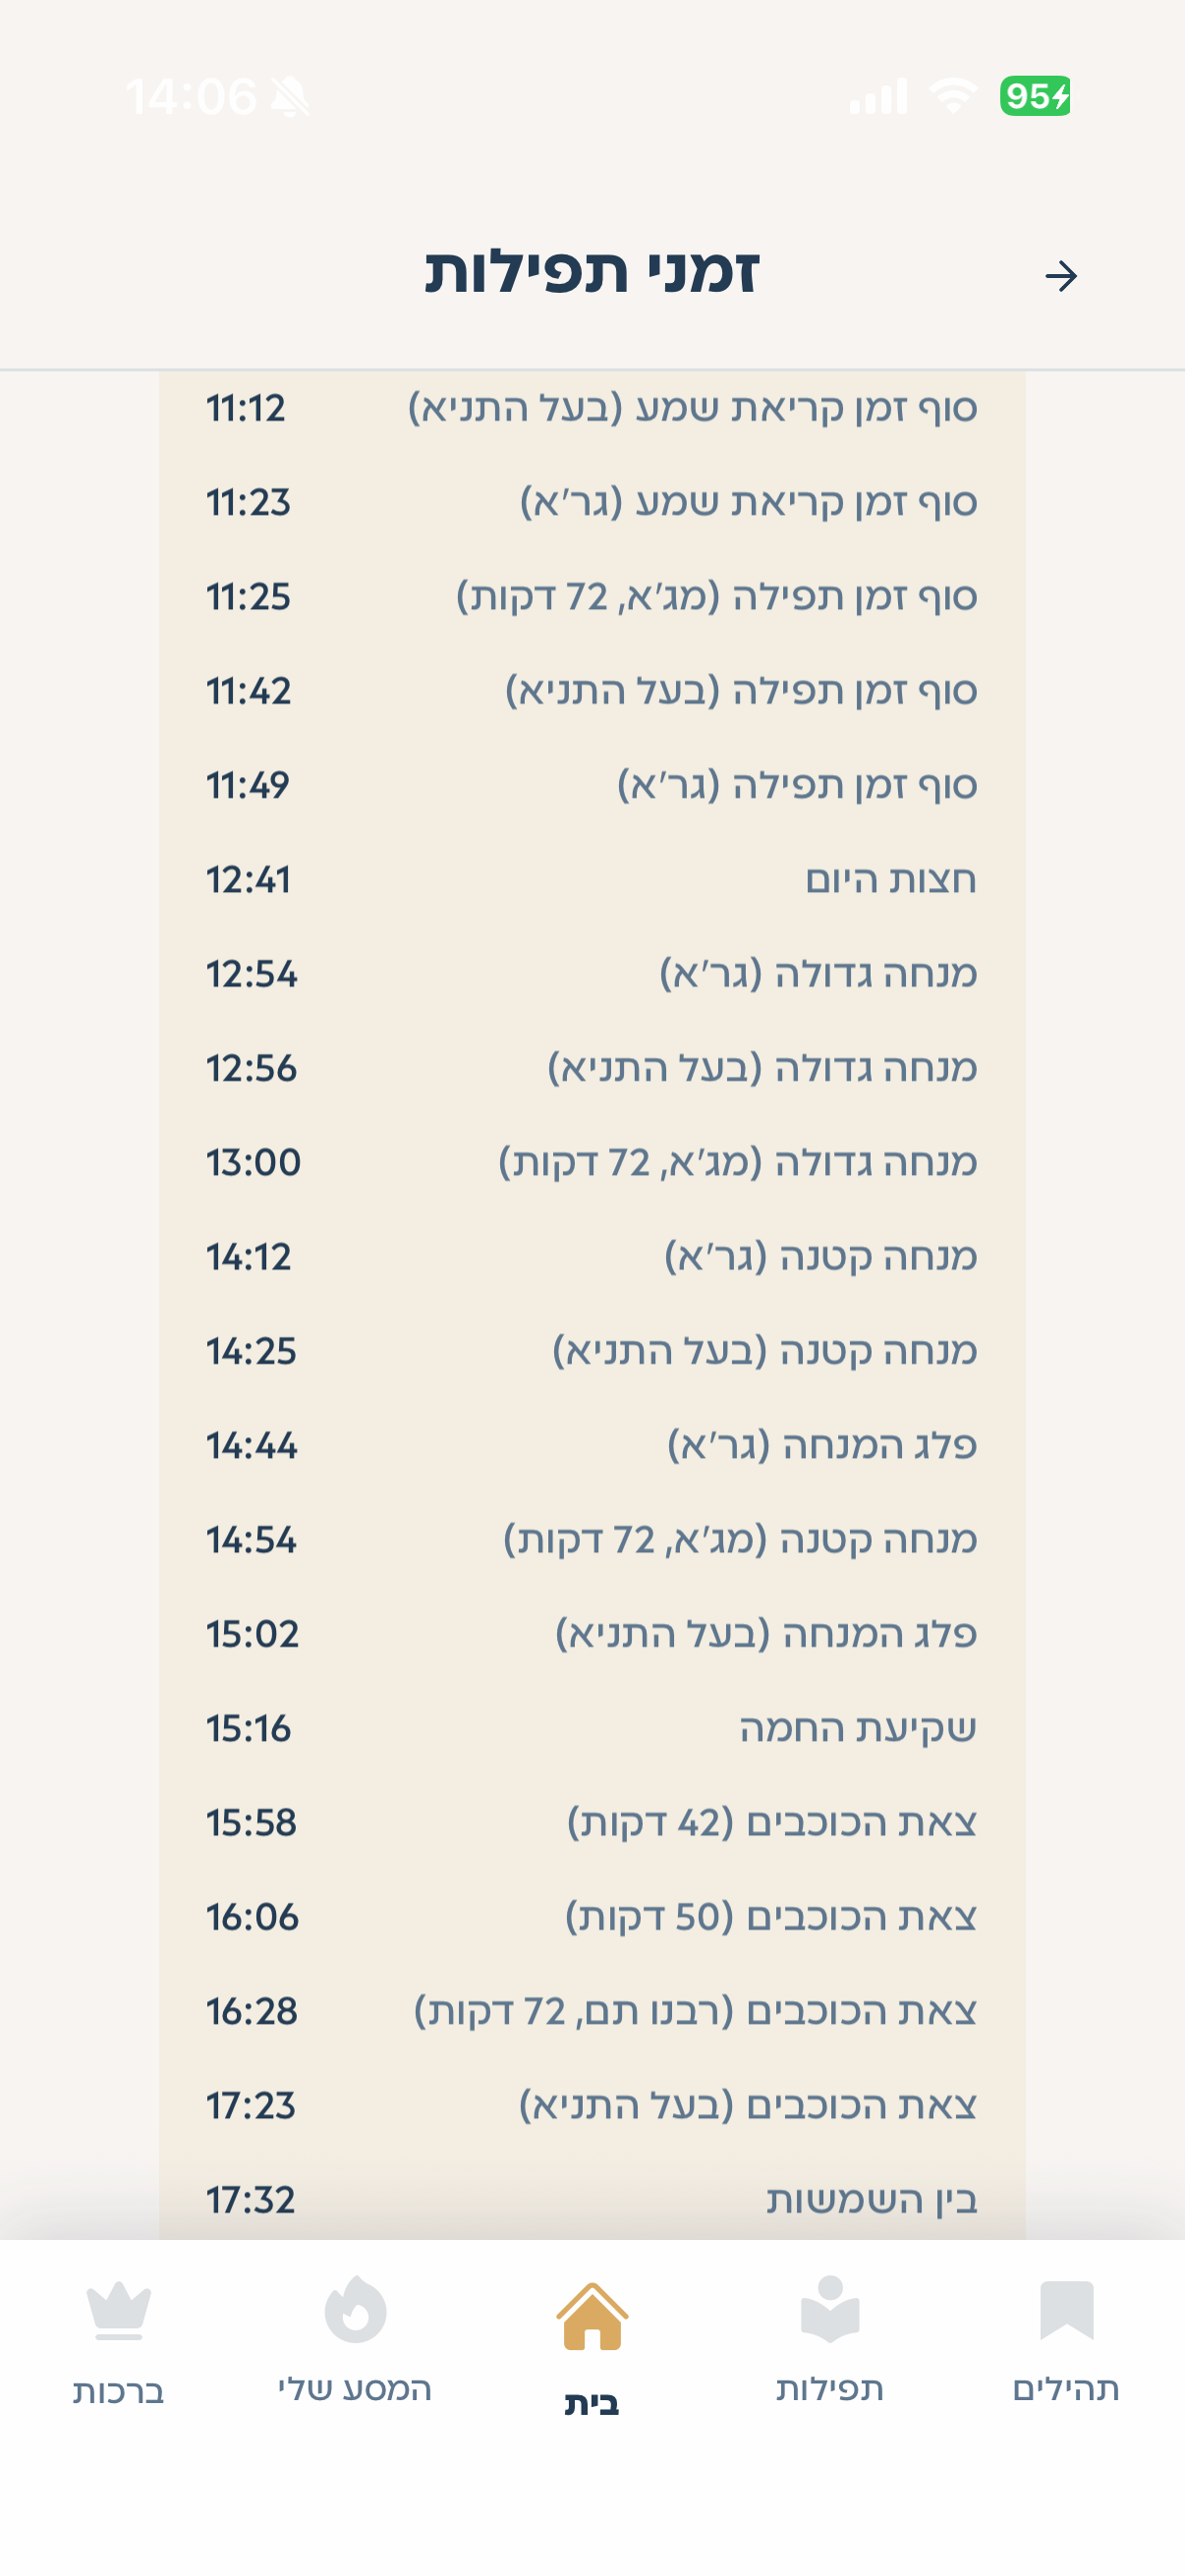 14:06
95
זמני תפילות
סוף זמן קריאת שמע (בעל התניא) 11:12
סוף זמן קריאת שמע (גר'א) 11:23
סוף זמן תפילה (מג'א, 72 דקות) 11:25
סוף זמן תפילה (בעל התניא) 11:42
סוף זמן תפילה (גר'א) 11:49
חצות היום 12:41
מנחה גדולה (גר'א) 12:54
מנחה גדולה (בעל התניא) 12:56
מנחה גדולה (מג'א, 72 דקות) 13:00
מנחה קטנה (גר'א) 14:12
מנחה קטנה (בעל התניא) 14:25
פלג המנחה (גר'א) 14:44
מנחה קטנה (מג'א, 72 דקות) 14:54
פלג המנחה (בעל התניא) 15:02
שקיעת החמה 15:16
צאת הכוכבים (42 דקות) 15:58
צאת הכוכבים (50 דקות) 16:06
צאת הכוכבים (רבנו תם, 72 דקות) 16:28
צאת הכוכבים (בעל התניא) 17:23
בין השמשות 17:32
תהילים
תפילות
בית
המסע שלי
ברכות